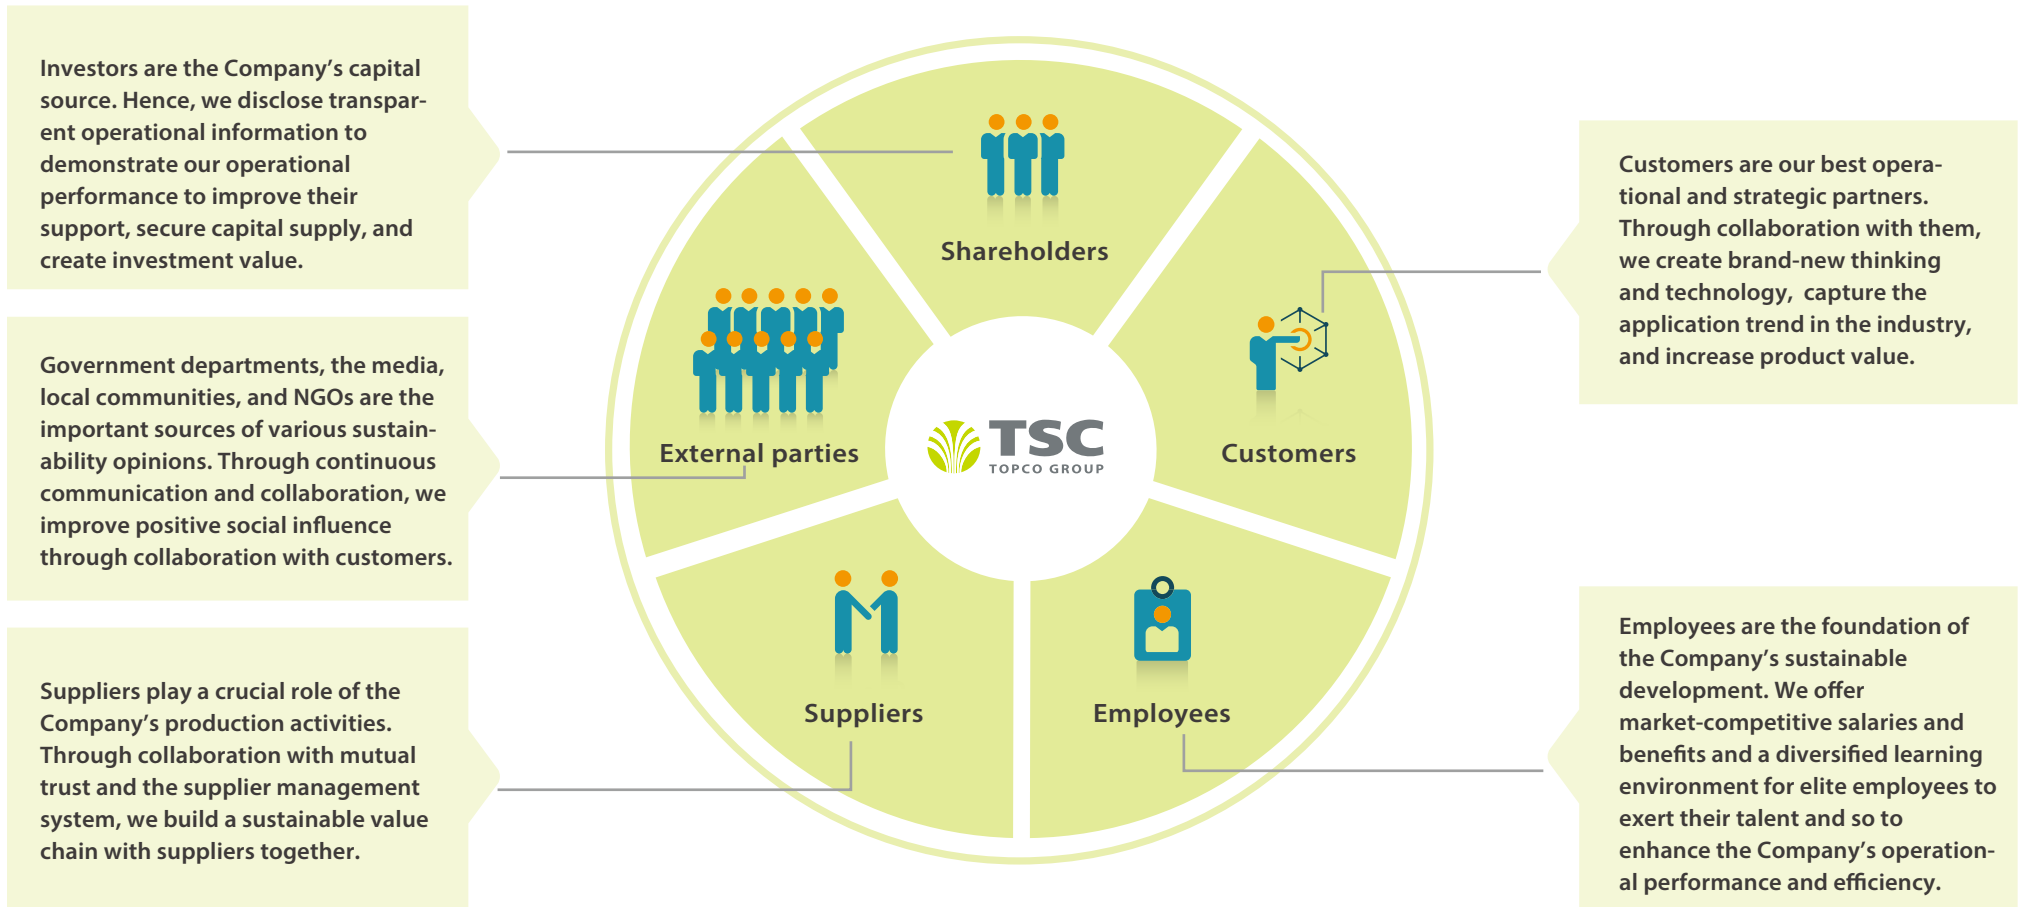 Investors are the Company’s capital
source. Hence, we disclose transpar-
ent operational information to
demonstrate our operational
performance to improve their
support, secure capital supply, and
create investment value.
Government departments, the media,
local communities, and NGOs are the
important sources of various sustain-
ability opinions. Through continuous
communication and collaboration, we
improve positive social influence
through collaboration with customers.
Suppliers play a crucial role of the
Company’s production activities.
Through collaboration with mutual
trust and the supplier management
system, we build a sustainable value
chain with suppliers together.
Shareholders
External parties
Customers
TSC
TOPCO GROUP
Suppliers
Employees
Customers are our best opera-
tional and strategic partners.
Through collaboration with them,
we create brand-new thinking
and technology,  capture the
application trend in the industry,
and increase product value.
Employees are the foundation of
the Company’s sustainable
development. We offer
market-competitive salaries and
benefits and a diversified learning
environment for elite employees to
exert their talent and so to
enhance the Company’s operation-
al performance and efficiency.